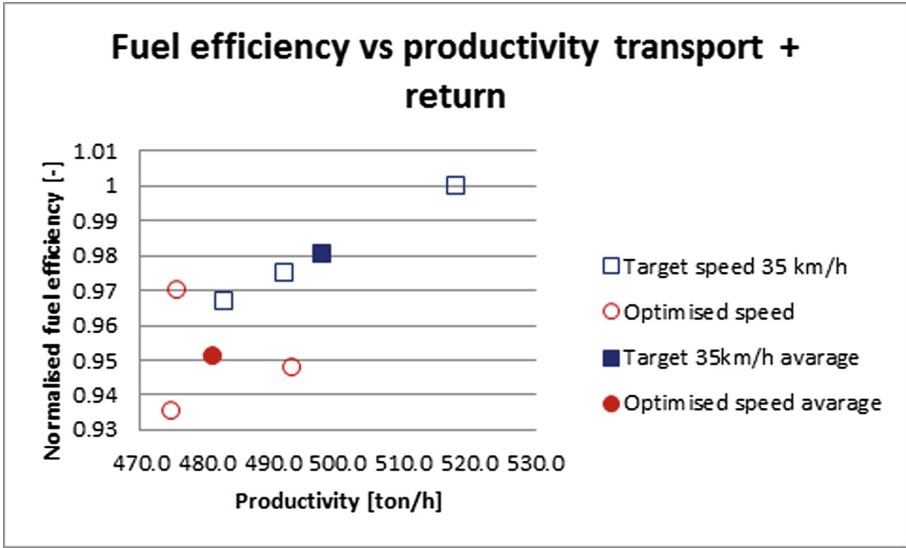 Fuel efficiency vs productivity transport +
return
Normalised fuel efficiency [-]
1.01
1
0.99
0.98
0.97
0.96
0.95
0.94
0.93
470.0 480.0 490.0 500.0 510.0 520.0 530.0
Productivity [ton/h]
Target speed 35 km/h
Optimised speed
Target 35km/h avarage
Optimised speed avarage